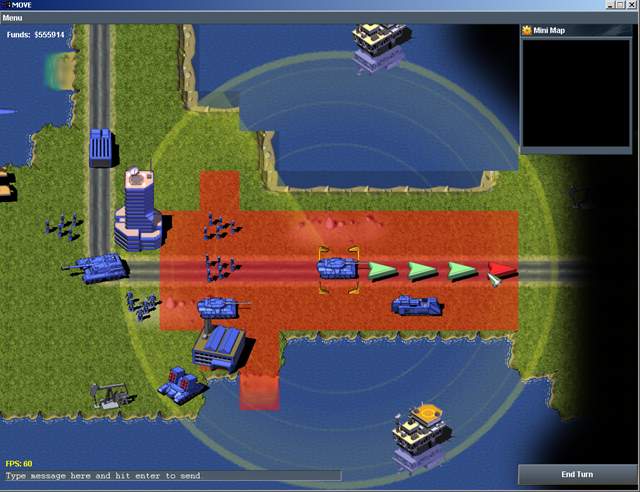 MOVE
Menu
Funds: $555914
Mini Map
FPS: 60
Type message here and hit enter to send
End Turn